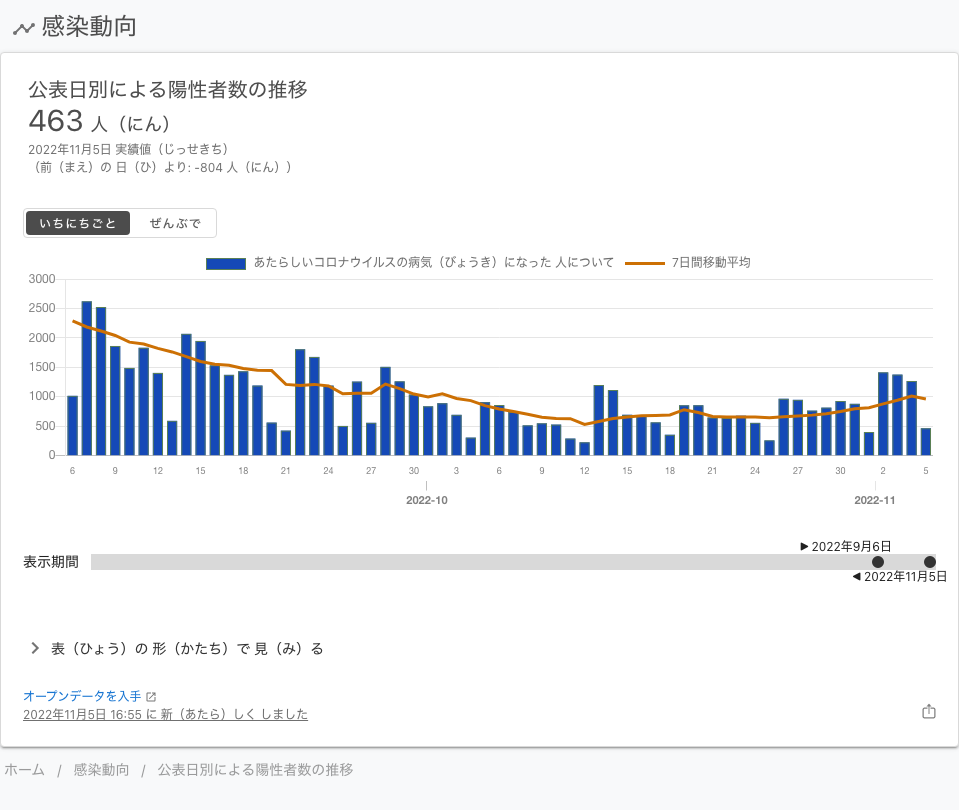 感染動向
公表日別による陽性者数の推移
463 人（にん）
2022年11月5日 実績値（じっせきち）
（前（まえ）の 日（ひ）より: -804 人（にん））
いちにちごと ぜんぶで
あたらしいコロナウイルスの病気（びょうき）になった 人について 7日間移動平均
3000
2500
2000
1500
1000
500
0
6 9 12 15 18 21 24 27 30 3 6 9 12 15 18 21 24 27 30 2 5
2022-10 2022-11
▶ 2022年9月6日
表示期間
◀ 2022年11月5日
表（ひょう）の 形（かたち）で 見（み）る
オープンデータを入手
2022年11月5日 16:55 に 新（あたら）しく しました
ホーム / 感染動向 / 公表日別による陽性者数の推移